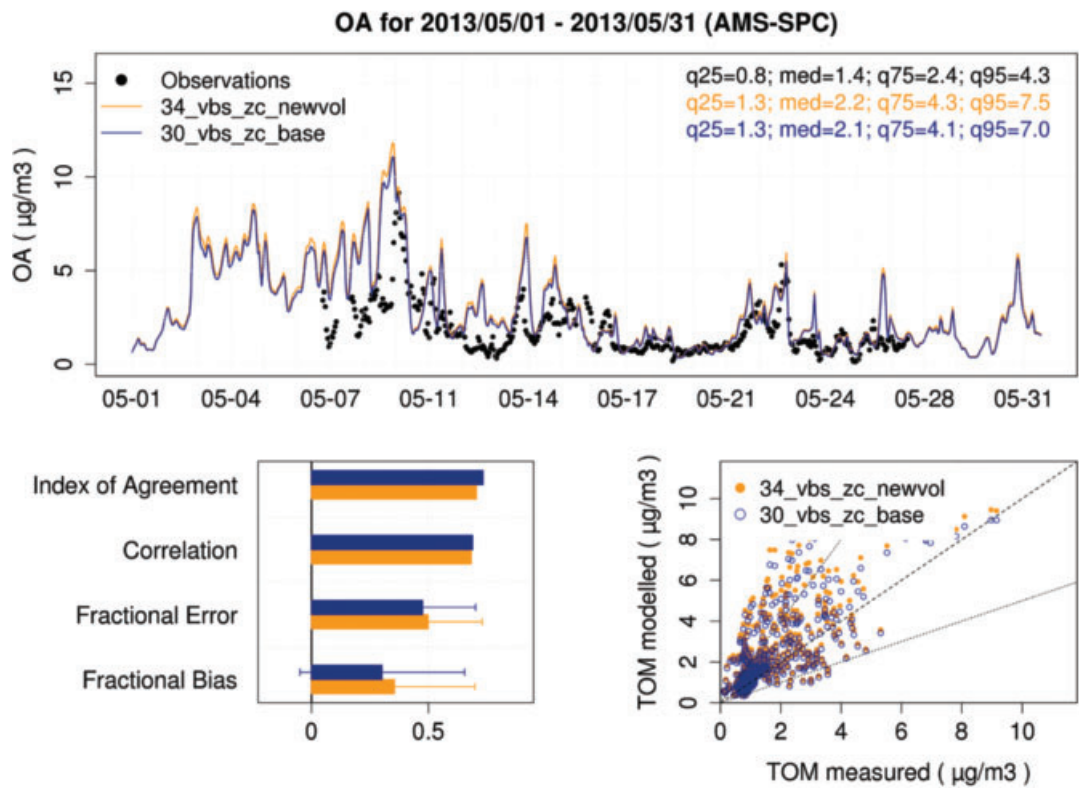 OA for 2013/05/01 - 2013/05/31 (AMS-SPC)
OA ( µg/m3 )
15
10
5
0
Observations
34_vbs_zc_newvol
30_vbs_zc_base
q25=0.8; med=1.4; q75=2.4; q95=4.3
q25=1.3; med=2.2; q75=4.3; q95=7.5
q25=1.3; med=2.1; q75=4.1; q95=7.0
05-01 05-04 05-07 05-11 05-14 05-17 05-21 05-24 05-28 05-31
Index of Agreement
Correlation
Fractional Error
Fractional Bias
0 0.5
TOM modelled ( µg/m3 )
10
8
6
4
2
0
34_vbs_zc_newvol
30_vbs_zc_base
0 2 4 6 8 10
TOM measured ( µg/m3 )